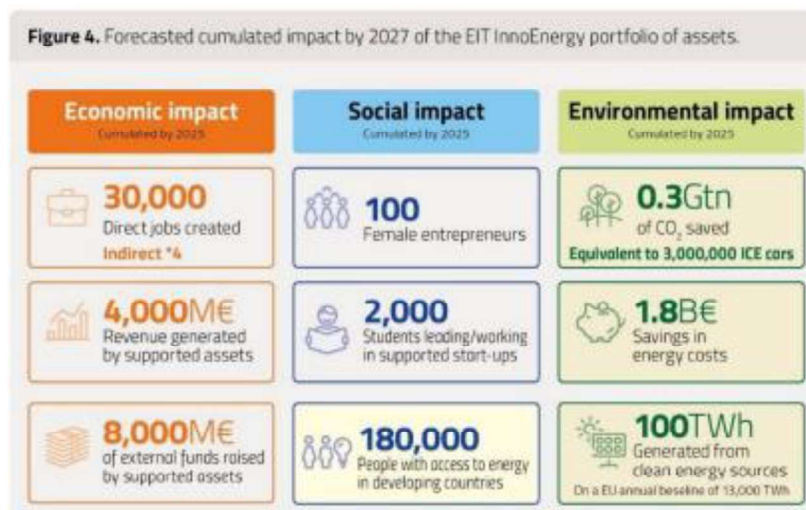 Figure 4. Forecasted cumulated impact by 2027 of the EIT InnoEnergy portfolio of assets.
Economic impact
Cumulated by 2025
30,000
Direct jobs created
Indirect *4
4,000M€
Revenue generated
by supported assets
8,000M€
of external funds raised
by supported assets
Social impact
Cumulated by 2025
100
Female entrepreneurs
2,000
Students leading/working
in supported start-ups
180,000
People with access to energy
in developing countries
Environmental impact
Cumulated by 2025
0.3Gtn
of CO₂ saved
Equivalent to 3,000,000 ICE cars
1.8B€
Savings in
energy costs
100TWh
Generated from
clean energy sources
On a EU annual beseline of 13,000 TWh